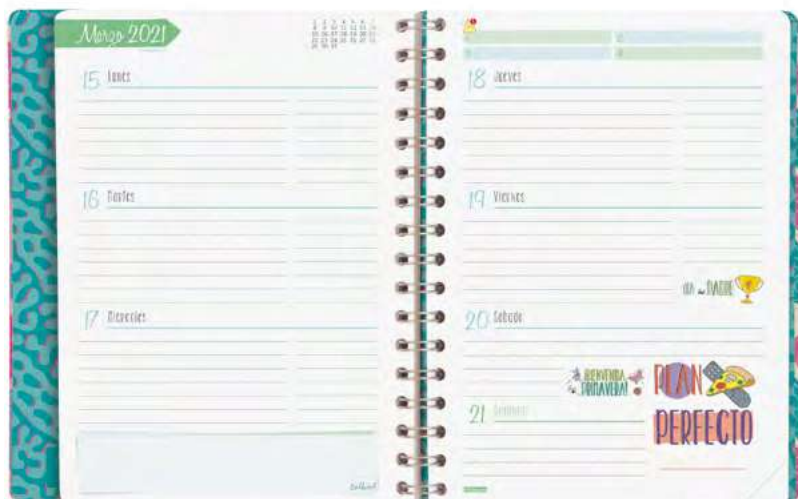 Marzo 2021
15 Lunes
16 Martes
17 Miércoles
18 Jueves
19 Viernes
DÍA del PADRE
20 Sábado
¡BIENVENIDA
PRIMAVERA!
PLAN
PERFECTO
21 Domingo